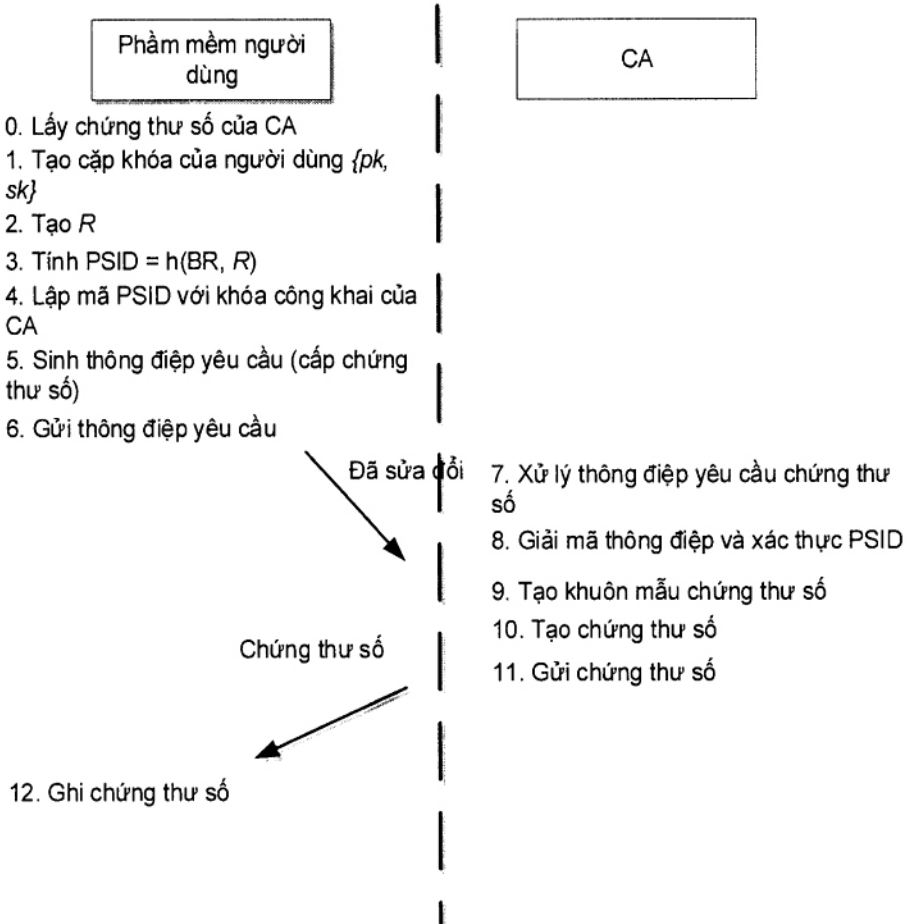 Phầm mềm người
dùng
CA
0. Lấy chứng thư số của CA
1. Tạo cặp khóa của người dùng {pk,
sk}
2. Tạo R
3. Tính PSID = h(BR, R)
4. Lập mã PSID với khóa công khai của
CA
5. Sinh thông điệp yêu cầu (cấp chứng
thư số)
6. Gửi thông điệp yêu cầu
Đã sửa đổi
7. Xử lý thông điệp yêu cầu chứng thư
số
8. Giải mã thông điệp và xác thực PSID
9. Tạo khuôn mẫu chứng thư số
10. Tạo chứng thư số
11. Gửi chứng thư số
Chứng thư số
12. Ghi chứng thư số